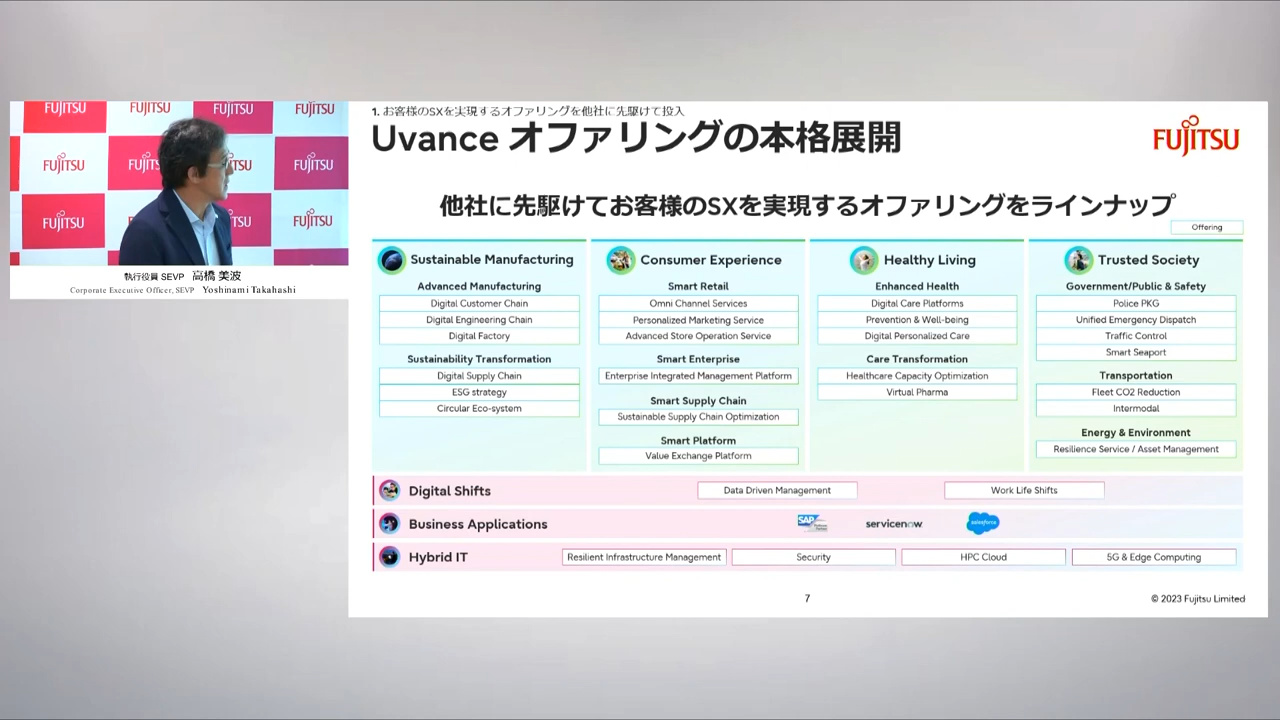 FUJITSU FUJITSU FUJITSU FUJITSU
FUJITSU FUJITSU
FUJITSU FUJITSU FUJITSU
執行役員 SEVP 高橋 美波
Corporate Executive Officer, SEVP Yoshinami Takahashi
1. お客様のSXを実現するオファリングを他社に先駆けて投入
Uvance オファリングの本格展開
FUJITSU
他社に先駆けてお客様のSXを実現するオファリングをラインナップ
Offering
Sustainable Manufacturing
Advanced Manufacturing
Digital Customer Chain
Digital Engineering Chain
Digital Factory
Sustainability Transformation
Digital Supply Chain
ESG strategy
Circular Eco-system
Consumer Experience
Smart Retail
Omni Channel Services
Personalized Marketing Service
Advanced Store Operation Service
Smart Enterprise
Enterprise Integrated Management Platform
Smart Supply Chain
Sustainable Supply Chain Optimization
Smart Platform
Value Exchange Platform
Healthy Living
Enhanced Health
Digital Care Platforms
Prevention & Well-being
Digital Personalized Care
Care Transformation
Healthcare Capacity Optimization
Virtual Pharma
Trusted Society
Government/Public & Safety
Police PKG
Unified Emergency Dispatch
Traffic Control
Smart Seaport
Transportation
Fleet CO2 Reduction
Intermodal
Energy & Environment
Resilience Service / Asset Management
Digital Shifts
Data Driven Management
Work Life Shifts
Business Applications
SAP
servicenow
salesforce
Hybrid IT
Resilient Infrastructure Management
Security
HPC Cloud
5G & Edge Computing
7
© 2023 Fujitsu Limited